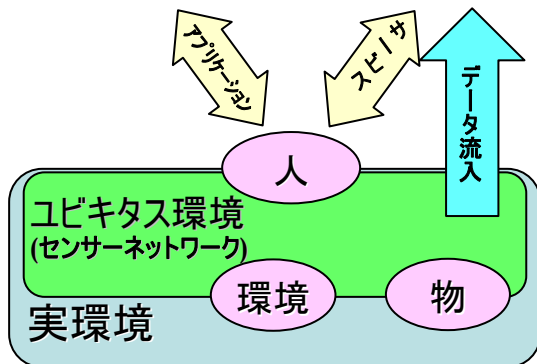 アプリケーション
サービス
データ流入
人
ユビキタス環境
(センサーネットワーク)
環境
物
実環境